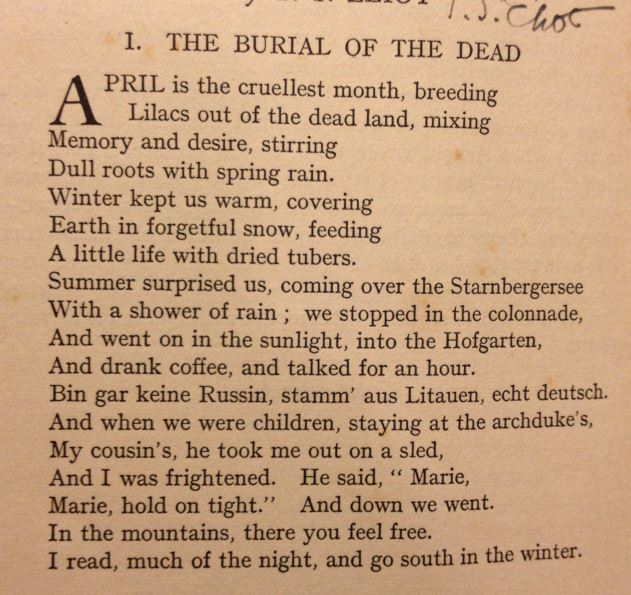 T. S. Eliot
I. THE BURIAL OF THE DEAD
APRIL is the cruellest month, breeding
Lilacs out of the dead land, mixing
Memory and desire, stirring
Dull roots with spring rain.
Winter kept us warm, covering
Earth in forgetful snow, feeding
A little life with dried tubers.
Summer surprised us, coming over the Starnbergersee
With a shower of rain ; we stopped in the colonnade,
And went on in the sunlight, into the Hofgarten,
And drank coffee, and talked for an hour.
Bin gar keine Russin, stamm’ aus Litauen, echt deutsch.
And when we were children, staying at the archduke’s,
My cousin’s, he took me out on a sled,
And I was frightened. He said, “ Marie,
Marie, hold on tight.” And down we went.
In the mountains, there you feel free.
I read, much of the night, and go south in the winter.